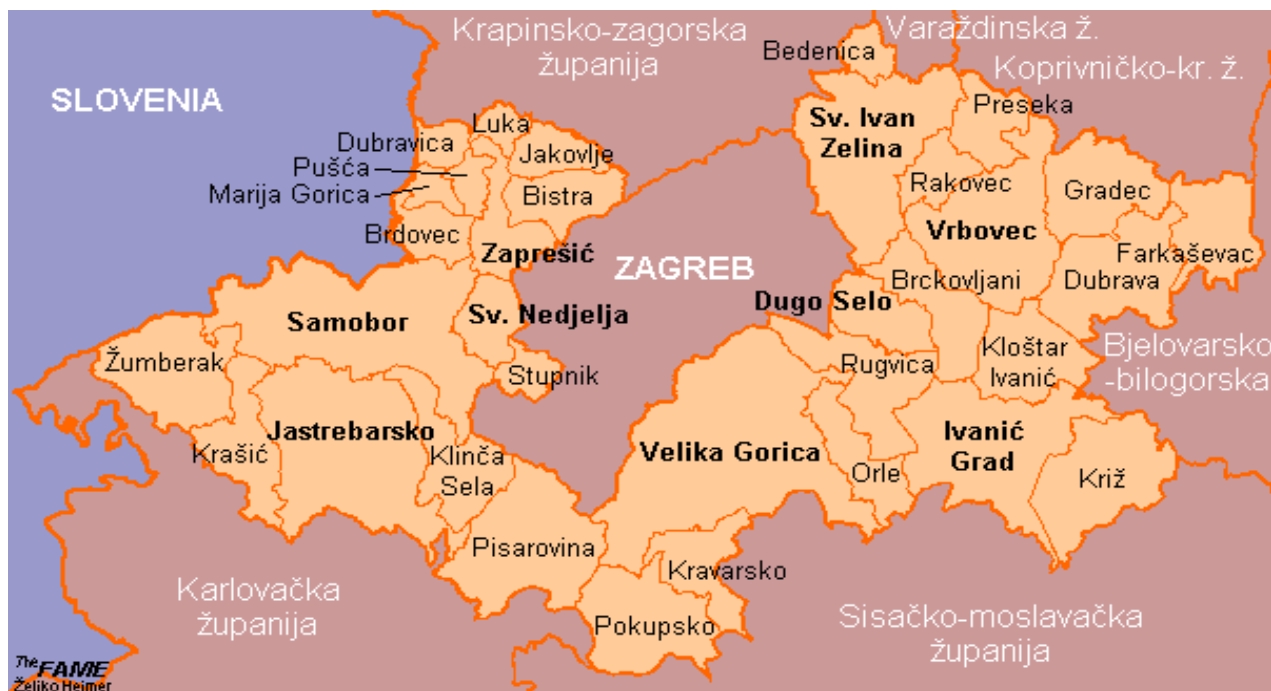 Krapinsko-zagorska
županija
Varaždinska ž.
Bedenica
Koprivničko-kr. ž.
SLOVENIA
Preseka
Sv. Ivan
Zelina
Luka
Dubravica
Jakovlje
Pušća
Marija Gorica
Bistra
Rakovec
Gradec
Brdovec
Zaprešić
Vrbovec
Farkaševac
ZAGREB
Brckovljani
Dubrava
Dugo Selo
Samobor
Sv. Nedjelja
Žumberak
Stupnik
Rugvica
Kloštar
Ivanić
Bjelovarsko
-bilogorska
Jastrebarsko
Krašić
Klinča
Sela
Velika Gorica
Ivanić
Grad
Orle
Križ
Pisarovina
Kravarsko
Karlovačka
županija
Pokupsko
Sisačko-moslavačka
županija
The FAME
Željko Heimer